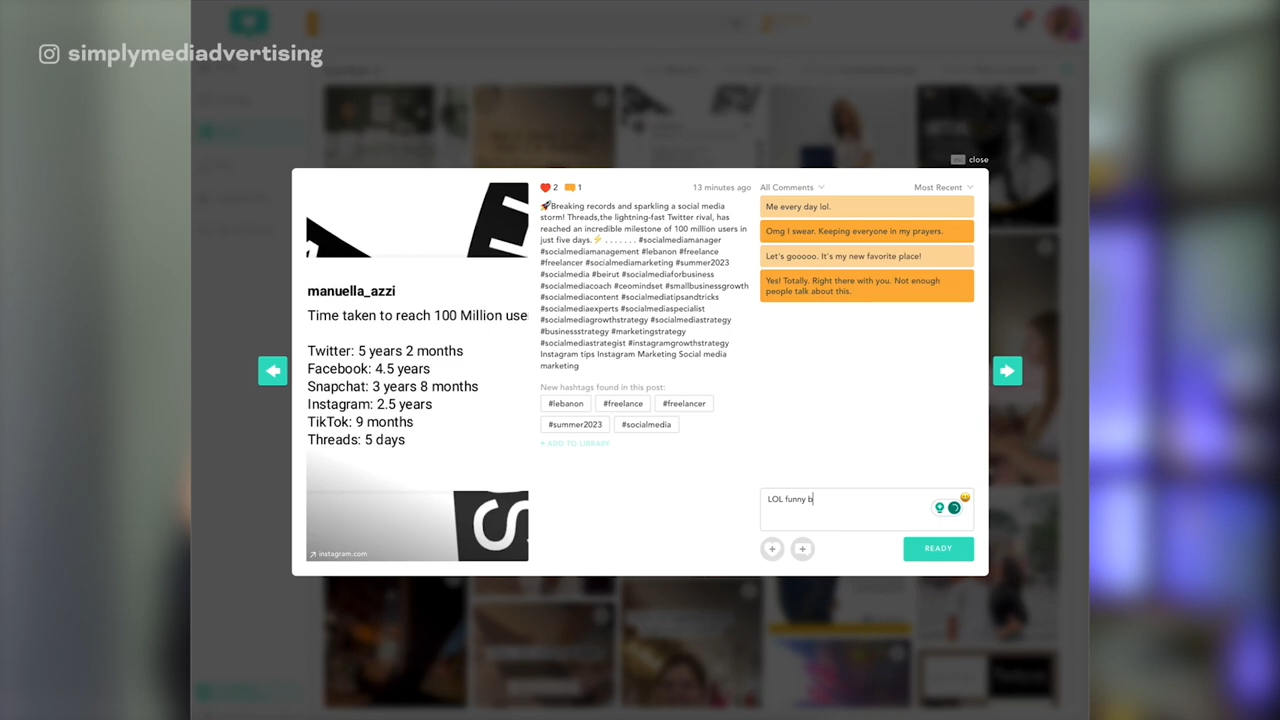 simplymediadvertising
close
manuella_azzi
Time taken to reach 100 Million use
Twitter: 5 years 2 months
Facebook: 4.5 years
Snapchat: 3 years 8 months
Instagram: 2.5 years
TikTok: 9 months
Threads: 5 days
instagram.com
2 1 13 minutes ago
🚀Breaking records and sparkling a social media
storm! Threads,the lightning-fast Twitter rival, has
reached an incredible milestone of 100 million users in
just five days.⚡ . . . . . . . #socialmediamanager
#socialmediamanagement #lebanon #freelance
#freelancer #socialmediamarketing #summer2023
#socialmedia #beirut #socialmediaforbusiness
#socialmediacoach #ceomindset #smallbusinessgrowth
#socialmediacontent #socialmediatipsandtricks
#socialmediaexperts #socialmediaspecialist
#socialmediagrowthstrategy #socialmediastrategy
#businessstrategy #marketingstrategy
#socialmediastrategist #instagramgrowthstrategy
Instagram tips Instagram Marketing Social media
marketing
New hashtags found in this post:
#lebanon #freelance #freelancer
#summer2023 #socialmedia
+ ADD TO LIBRARY
All Comments Most Recent
Me every day lol.
Omg I swear. Keeping everyone in my prayers.
Let's gooooo. It's my new favorite place!
Yes! Totally. Right there with you. Not enough
people talk about this.
LOL funny b
READY